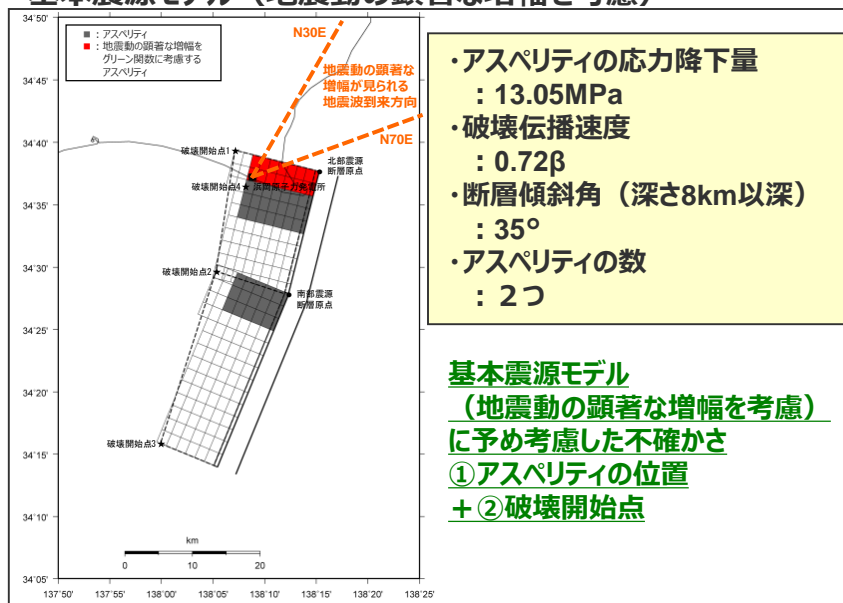 基本震源モデル（地震動の顕著な増幅を考慮）
34˚50'
34˚45'
34˚40'
34˚35'
34˚30'
34˚25'
34˚20'
34˚15'
34˚10'
34˚05'
■：アスペリティ
■：地震動の顕著な増幅を
グリーン関数に考慮する
アスペリティ
N30E
地震動の顕著な
増幅が見られる
地震波到来方向
N70E
破壊開始点1
北部震源
断層原点
破壊開始点4
浜岡原子力発電所
破壊開始点2
南部震源
断層原点
破壊開始点3
km
0 10 20
137˚50' 137˚55' 138˚00' 138˚05' 138˚10' 138˚15' 138˚20' 138˚25'
・アスペリティの応力降下量
：13.05MPa
・破壊伝播速度
：0.72β
・断層傾斜角（深さ8km以深）
：35°
・アスペリティの数
：２つ
基本震源モデル
（地震動の顕著な増幅を考慮）
に予め考慮した不確かさ
①アスペリティの位置
＋②破壊開始点